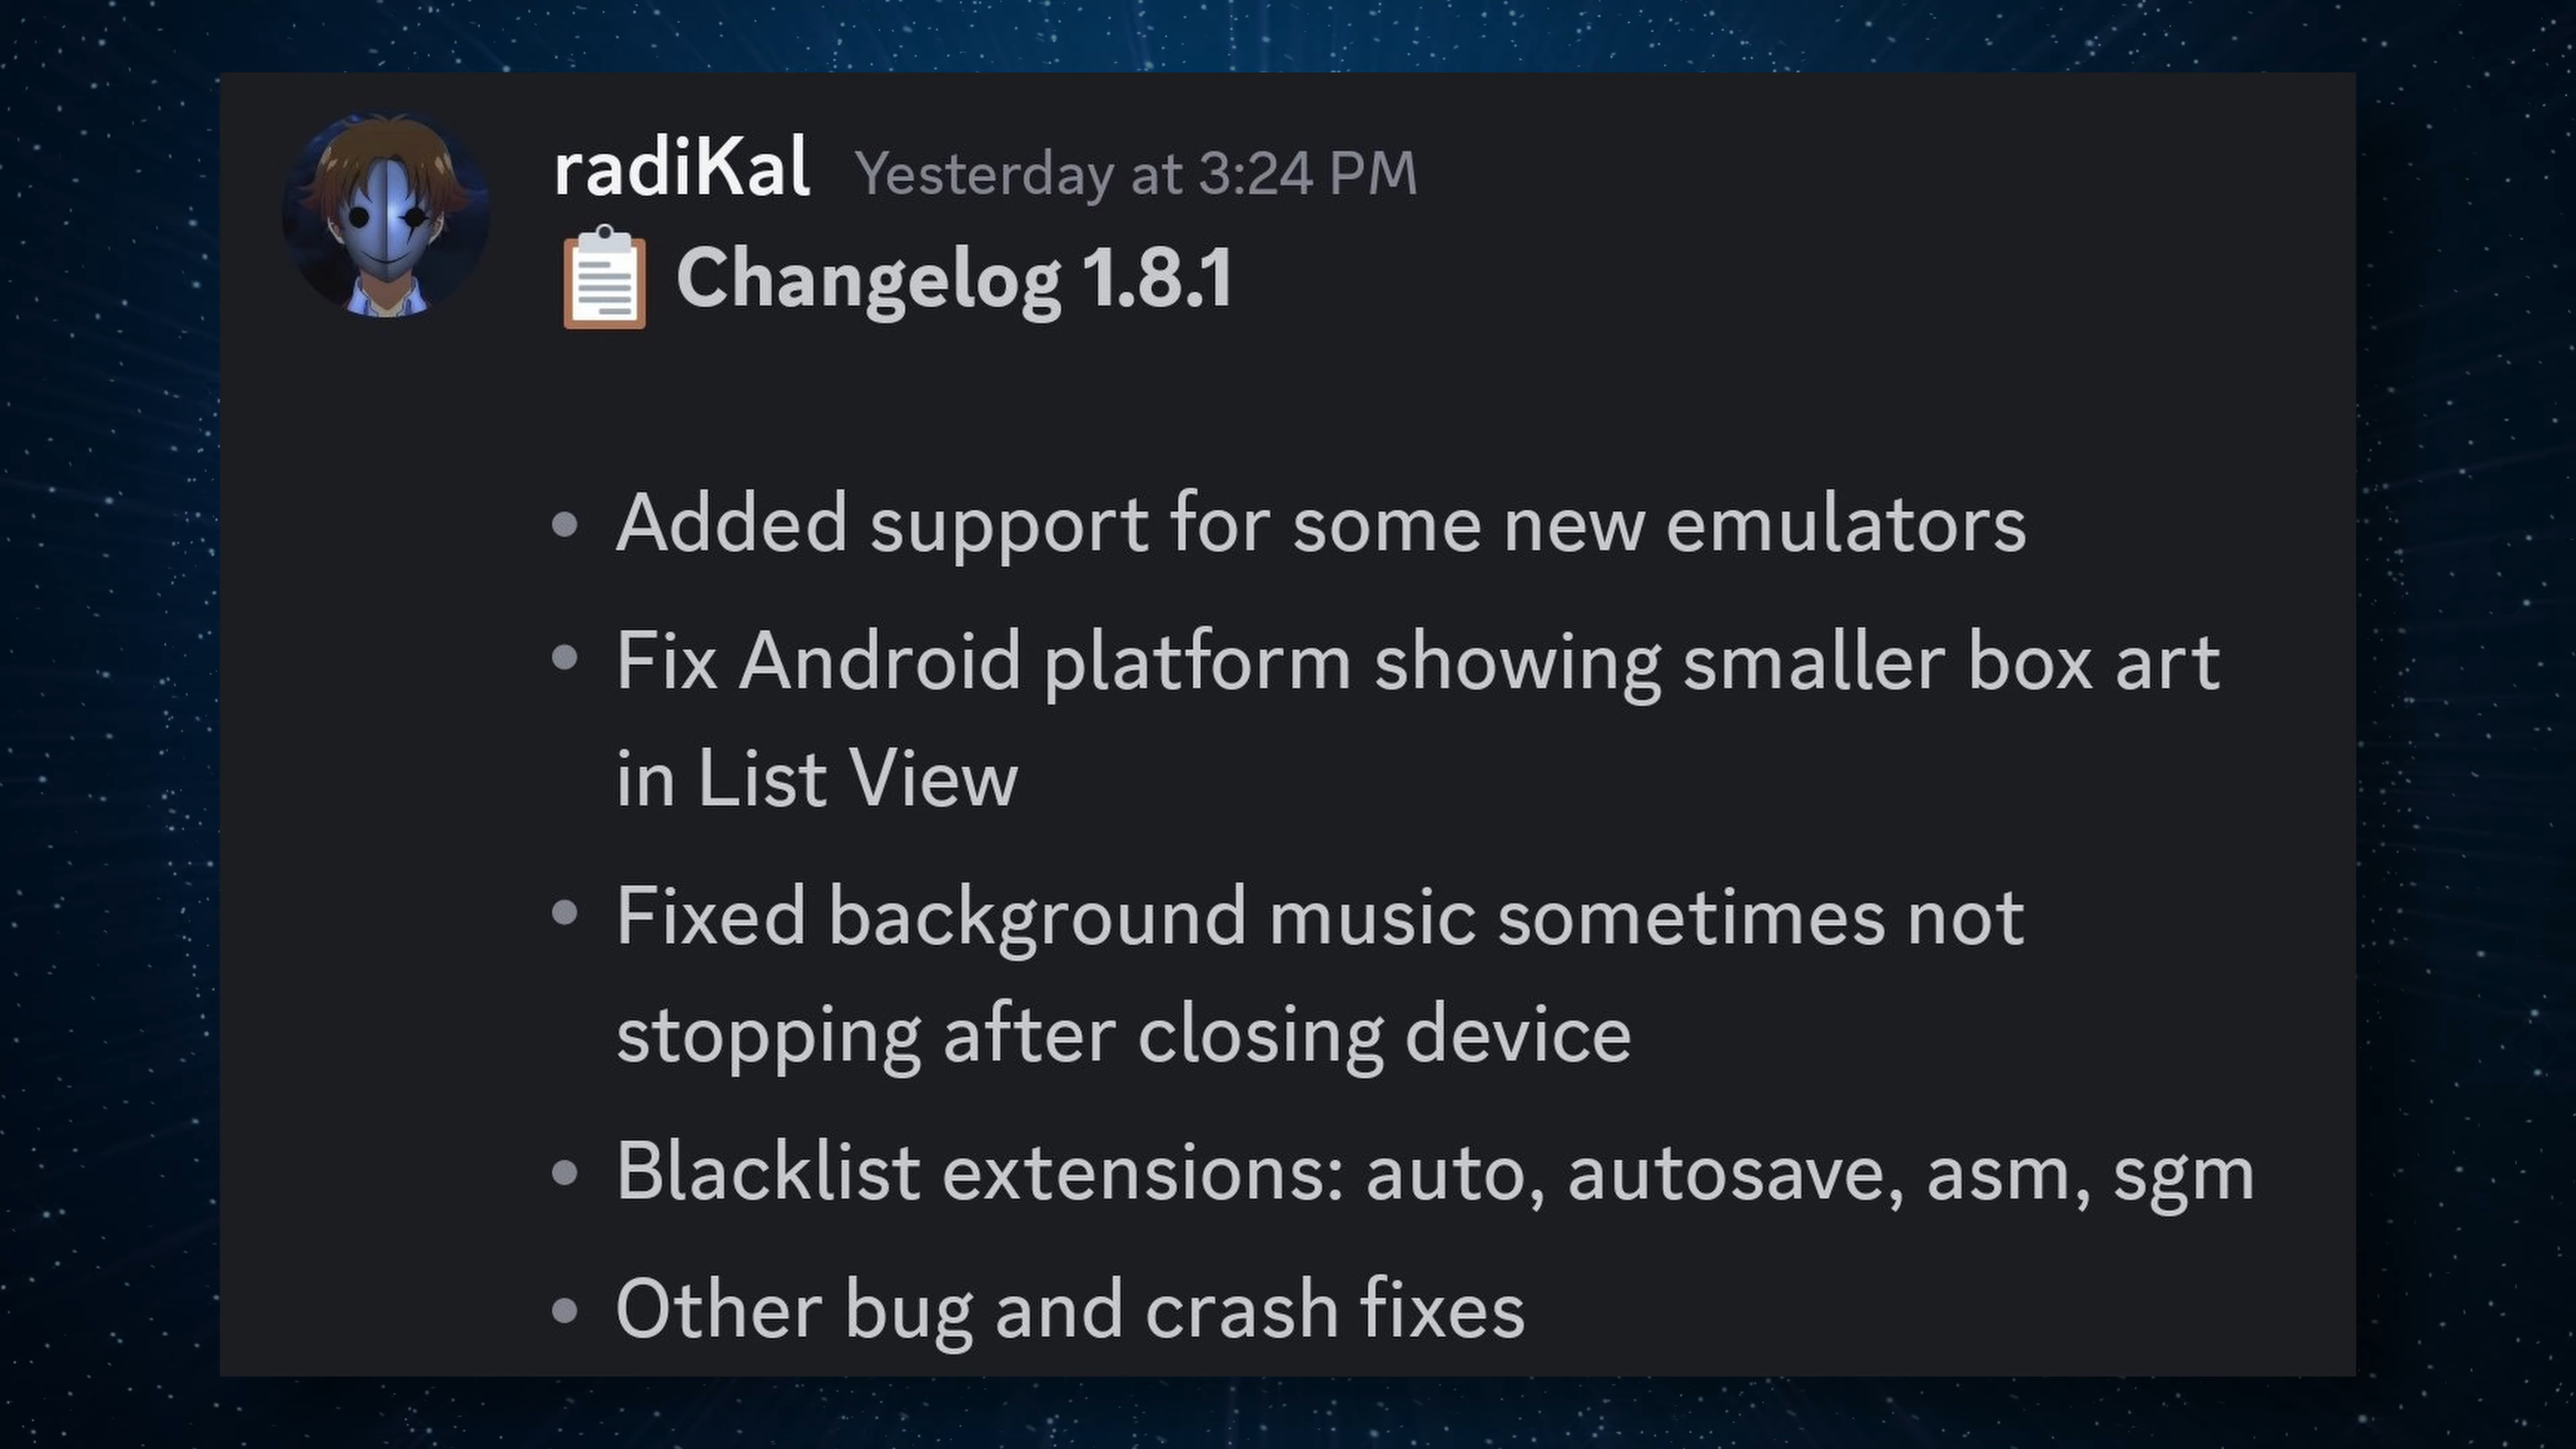 radiKal Yesterday at 3:24 PM
📋 Changelog 1.8.1
• Added support for some new emulators
• Fix Android platform showing smaller box art
in List View
• Fixed background music sometimes not
stopping after closing device
• Blacklist extensions: auto, autosave, asm, sgm
• Other bug and crash fixes